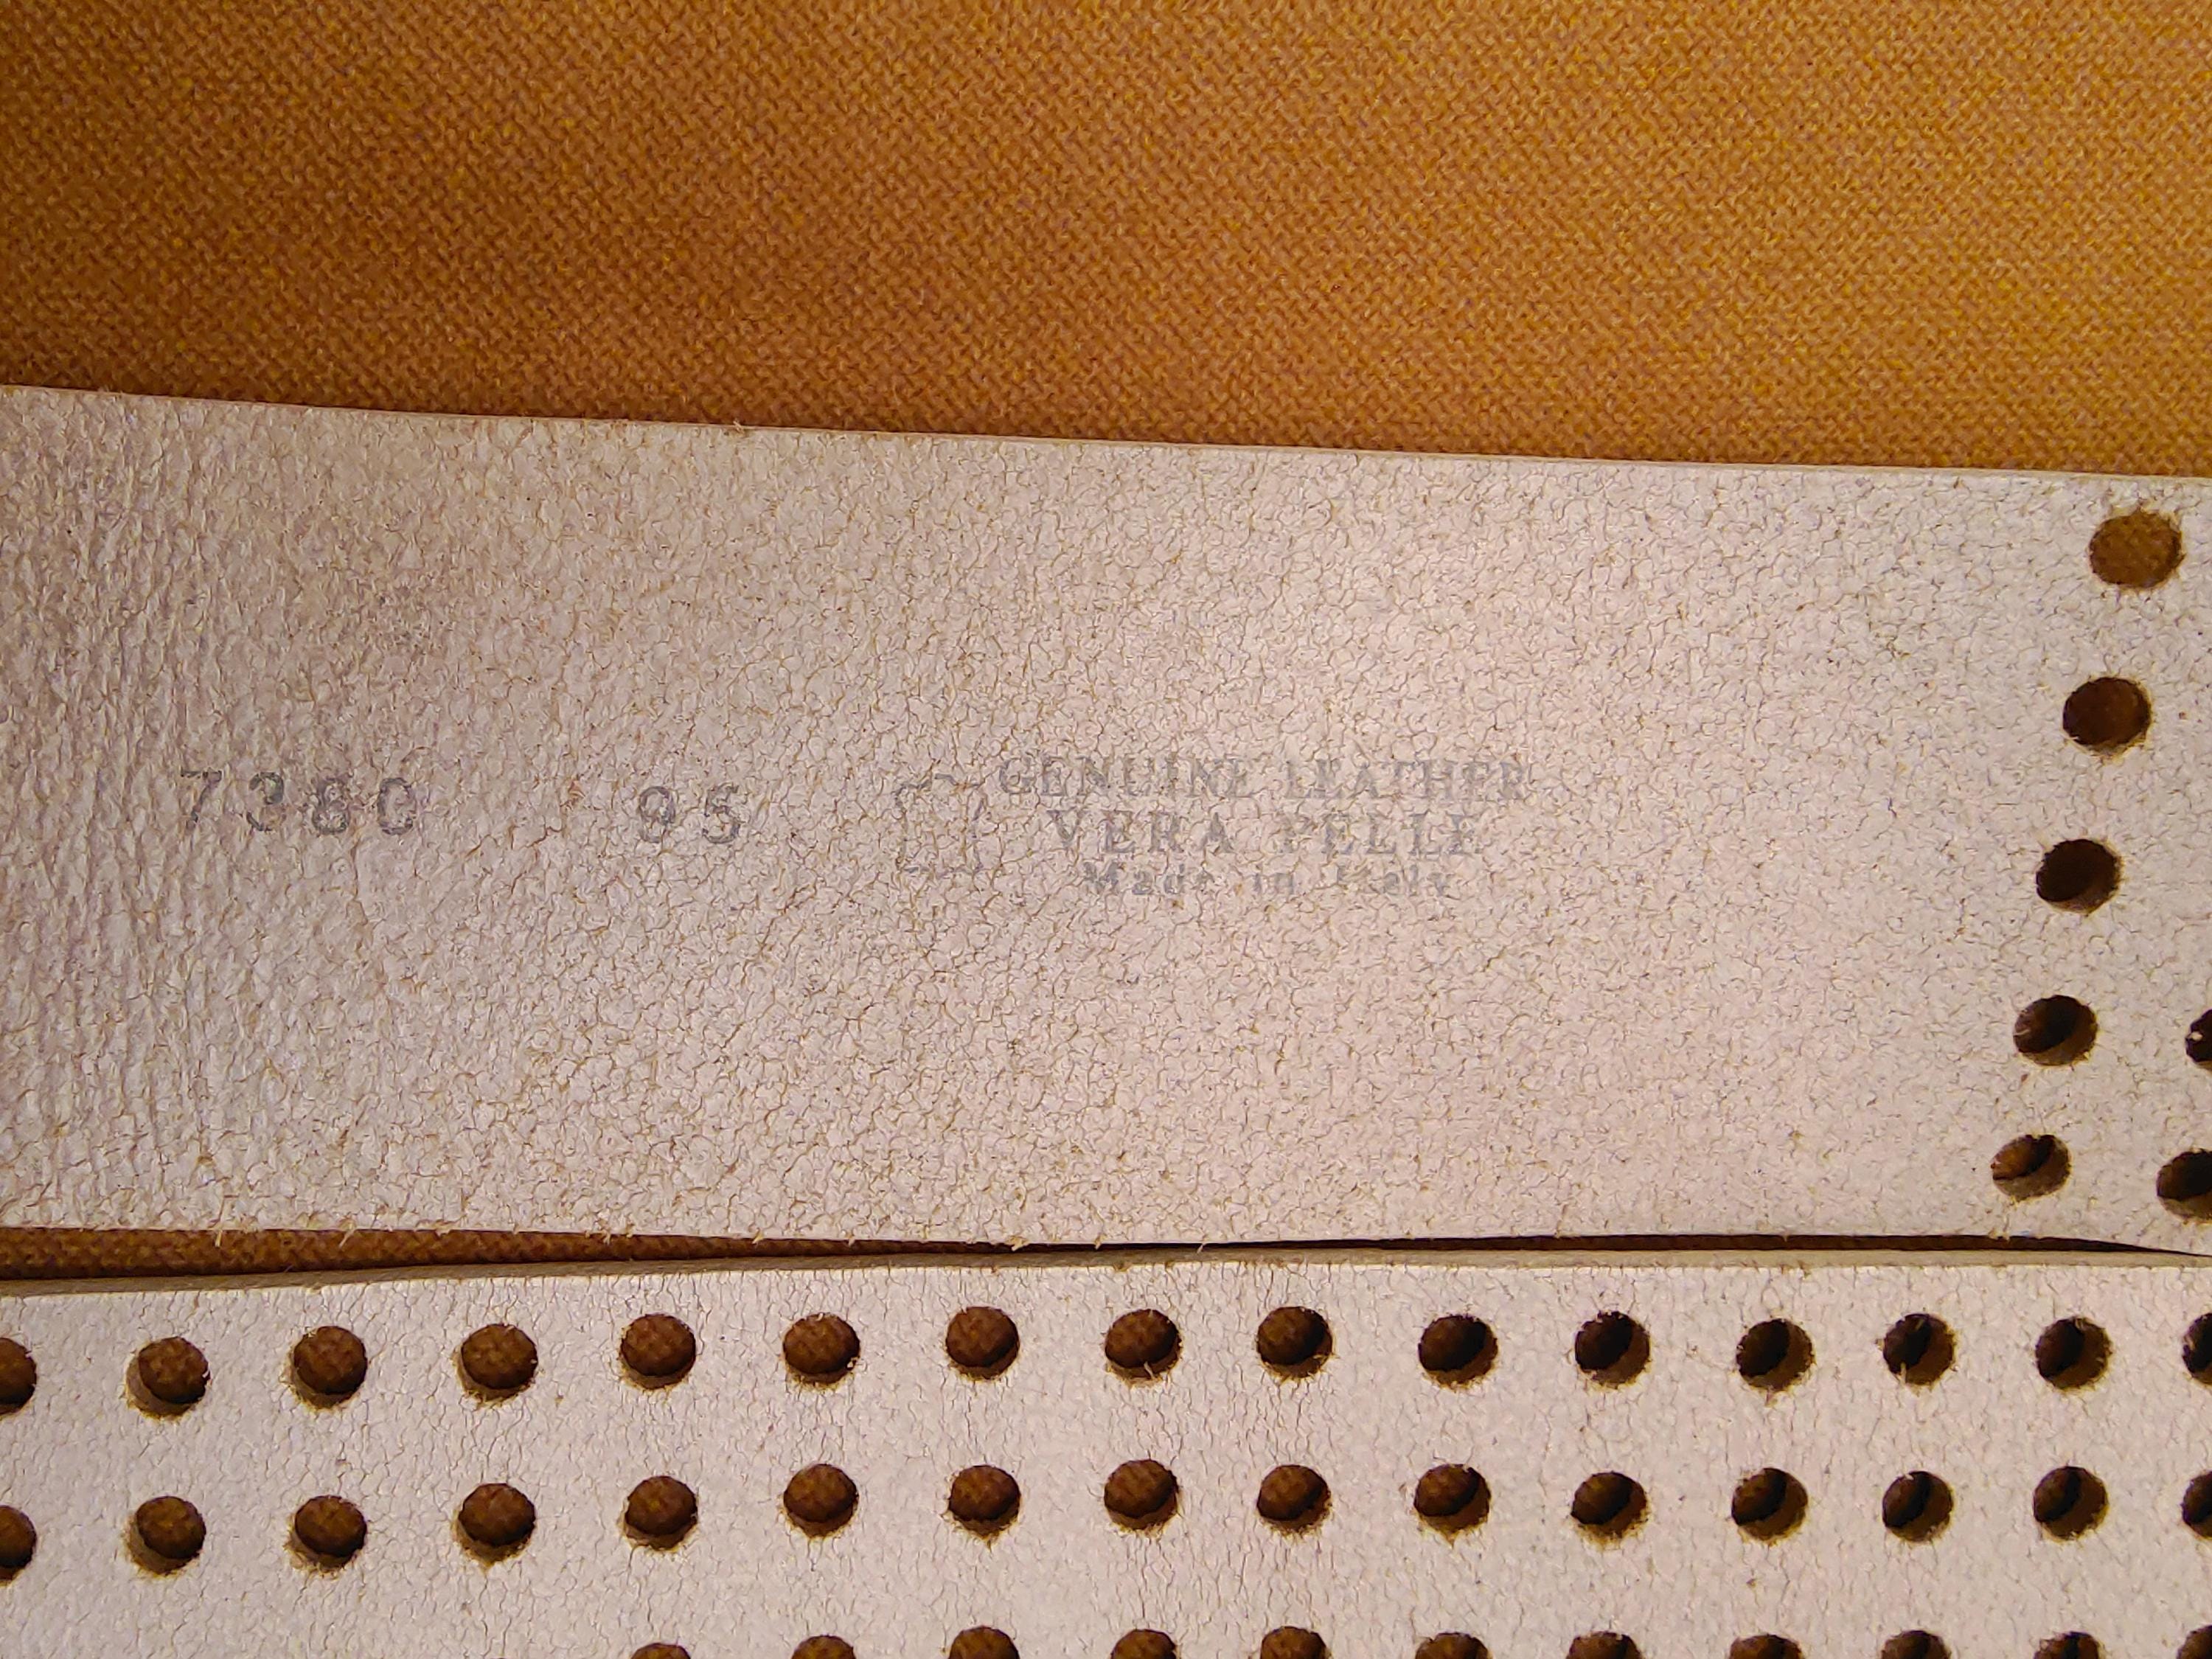 7380 95
GENUINE LEATHER
VERA PELLE
Made in Italy